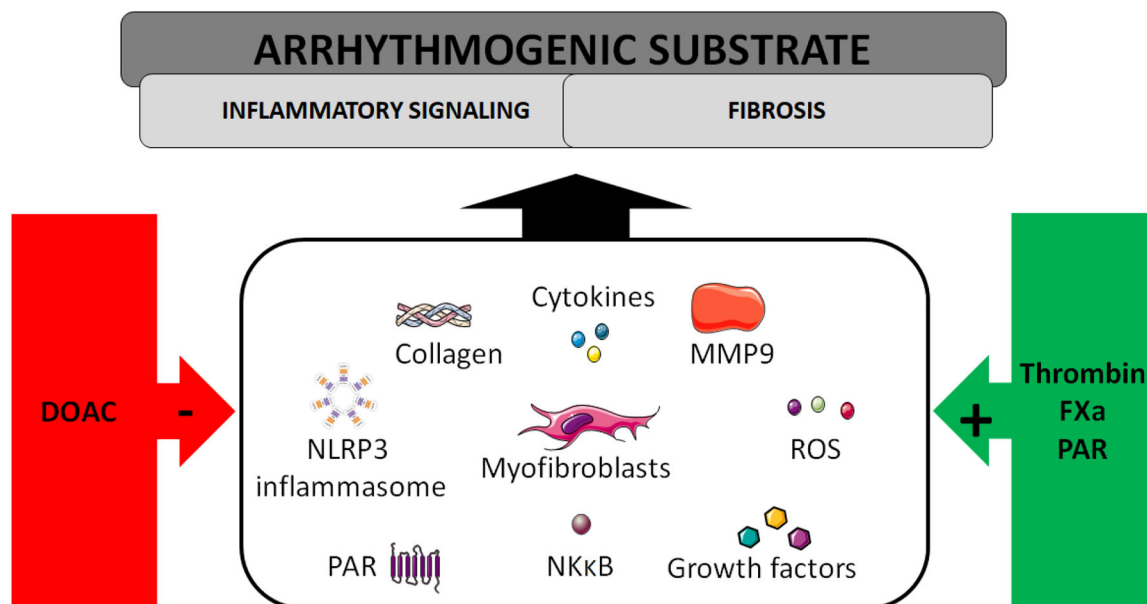 ARRHYTHMOGENIC SUBSTRATE
INFLAMMATORY SIGNALING
FIBROSIS
DOAC
-
Cytokines
Collagen
MMP9
NLRP3
inflammasome
Myofibroblasts
ROS
PAR
NKκB
Growth factors
+
Thrombin
FXa
PAR